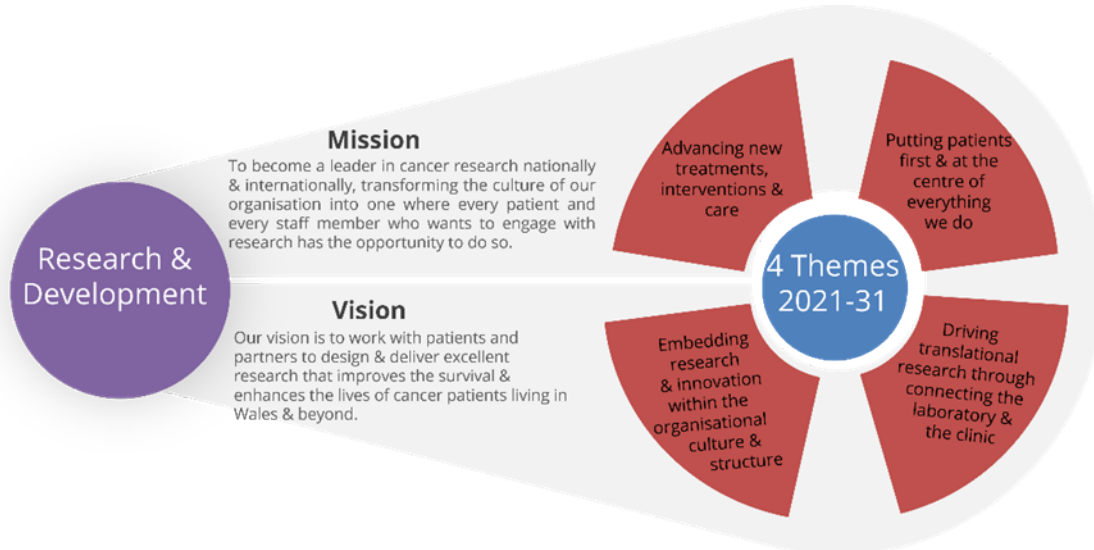 Research &
Development
Mission
To become a leader in cancer research nationally
& internationally, transforming the culture of our
organisation into one where every patient and
every staff member who wants to engage with
research has the opportunity to do so.
Vision
Our vision is to work with patients and
partners to design & deliver excellent
research that improves the survival &
enhances the lives of cancer patients living in
Wales & beyond.
Advancing new
treatments,
interventions &
care
Putting patients
first & at the
centre of
everything
we do
4 Themes
2021-31
Embedding
research
& innovation
within the
organisational
culture &
structure
Driving
translational
research through
connecting the
laboratory &
the clinic